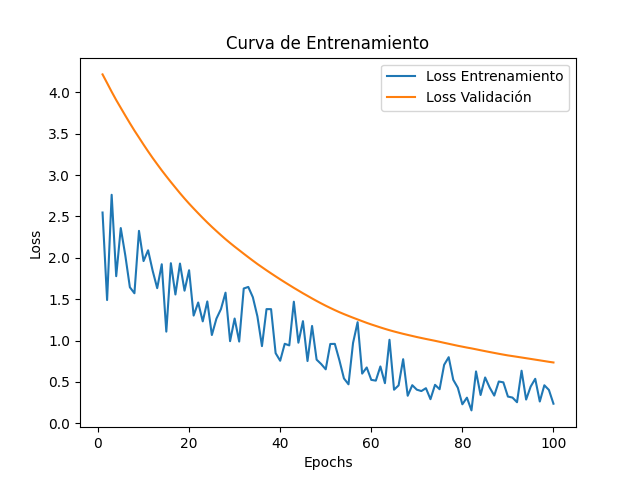 Curva de Entrenamiento
Loss Entrenamiento
Loss Validación
Loss
4.0
3.5
3.0
2.5
2.0
1.5
1.0
0.5
0.0
0 20 40 60 80 100
Epochs